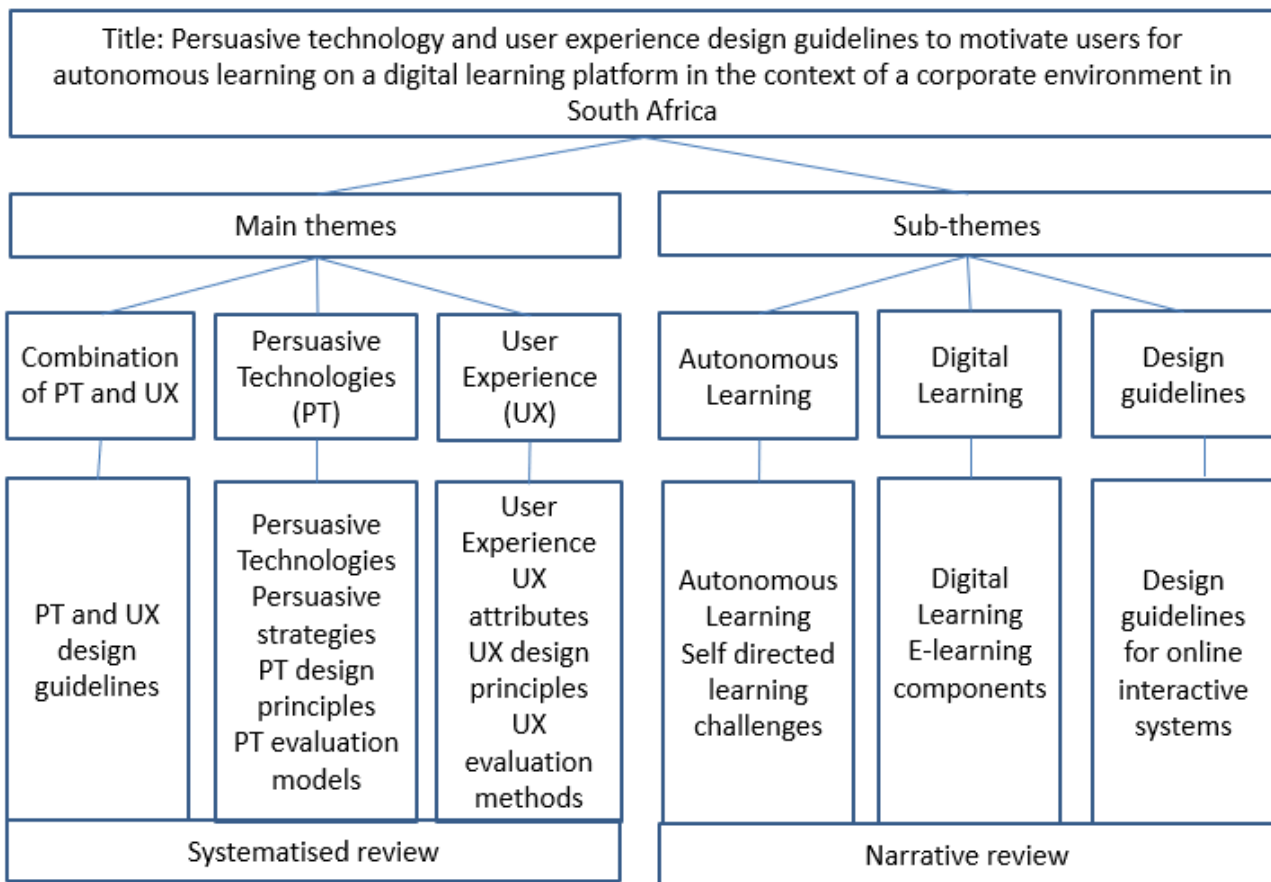 Title: Persuasive technology and user experience design guidelines to motivate users for
autonomous learning on a digital learning platform in the context of a corporate environment in
South Africa
Main themes
Sub-themes
Combination
of PT and UX
Persuasive
Technologies
(PT)
User
Experience
(UX)
Autonomous
Learning
Digital
Learning
Design
guidelines
PT and UX
design
guidelines
Persuasive
Technologies
Persuasive
strategies
PT design
principles
PT evaluation
models
User
Experience
UX
attributes
UX design
principles
UX
evaluation
methods
Autonomous
Learning
Self directed
learning
challenges
Digital
Learning
E-learning
components
Design
guidelines
for online
interactive
systems
Systematised review
Narrative review